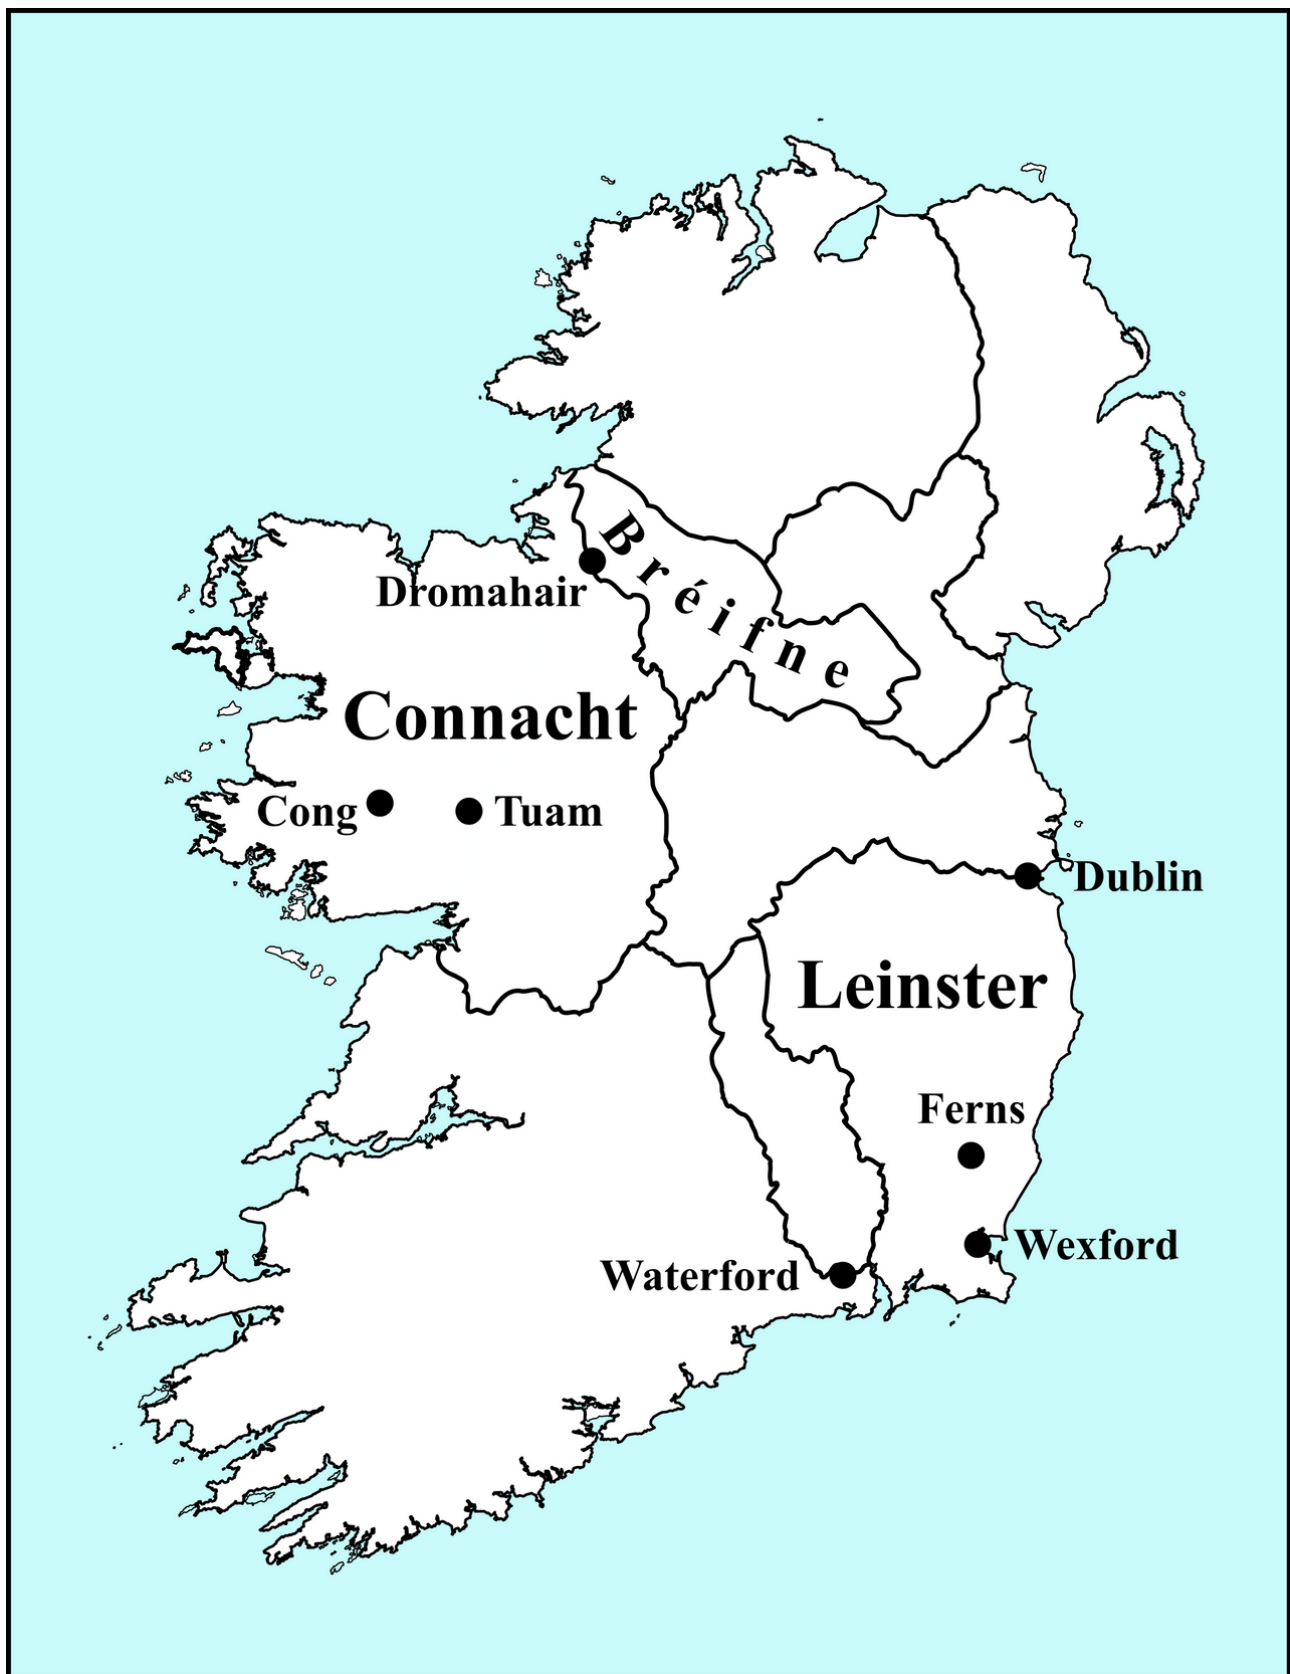 Bréifne
Dromahair
Connacht
Cong
Tuam
Dublin
Leinster
Ferns
Wexford
Waterford